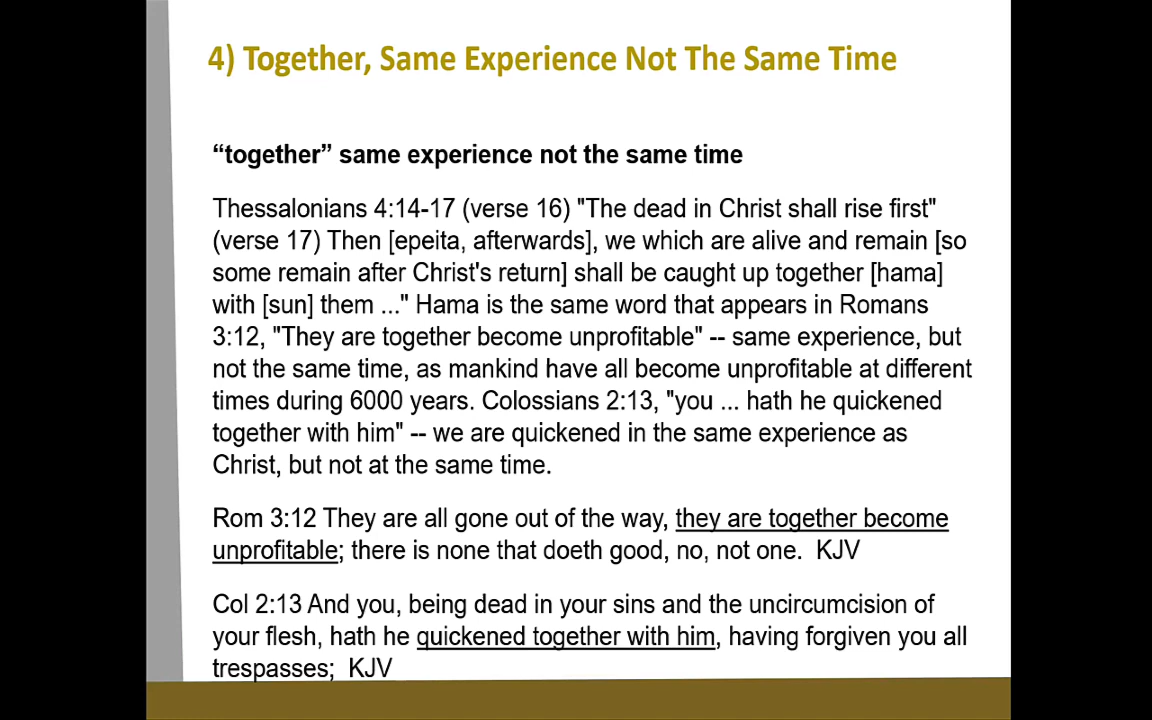 4) Together, Same Experience Not The Same Time
“together” same experience not the same time
Thessalonians 4:14-17 (verse 16) "The dead in Christ shall rise first"
(verse 17) Then [epeita, afterwards], we which are alive and remain [so
some remain after Christ's return] shall be caught up together [hama]
with [sun] them ..." Hama is the same word that appears in Romans
3:12, "They are together become unprofitable" -- same experience, but
not the same time, as mankind have all become unprofitable at different
times during 6000 years. Colossians 2:13, "you ... hath he quickened
together with him" -- we are quickened in the same experience as
Christ, but not at the same time.
Rom 3:12 They are all gone out of the way, they are together become
unprofitable; there is none that doeth good, no, not one.  KJV
Col 2:13 And you, being dead in your sins and the uncircumcision of
your flesh, hath he quickened together with him, having forgiven you all
trespasses;  KJV